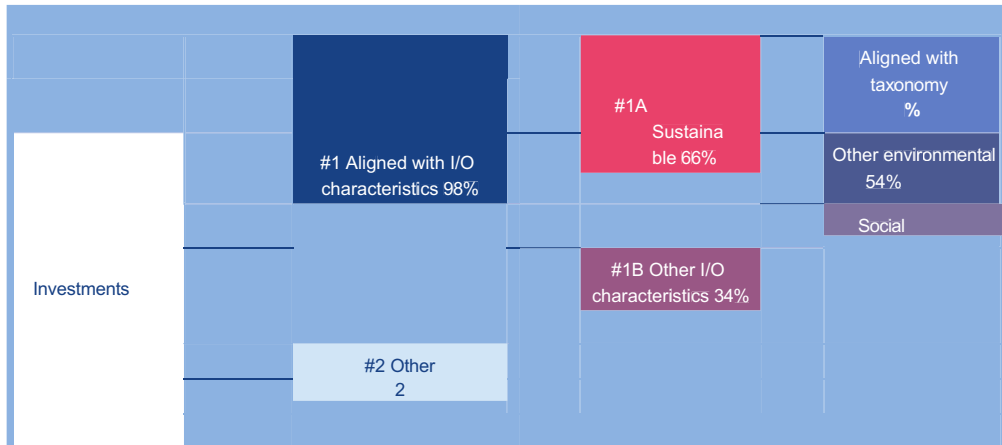 Investments
#1 Aligned with I/O
characteristics 98%
#2 Other
2
#1A
Sustaina
ble 66%
#1B Other I/O
characteristics 34%
Aligned with
taxonomy
%
Other environmental
54%
Social